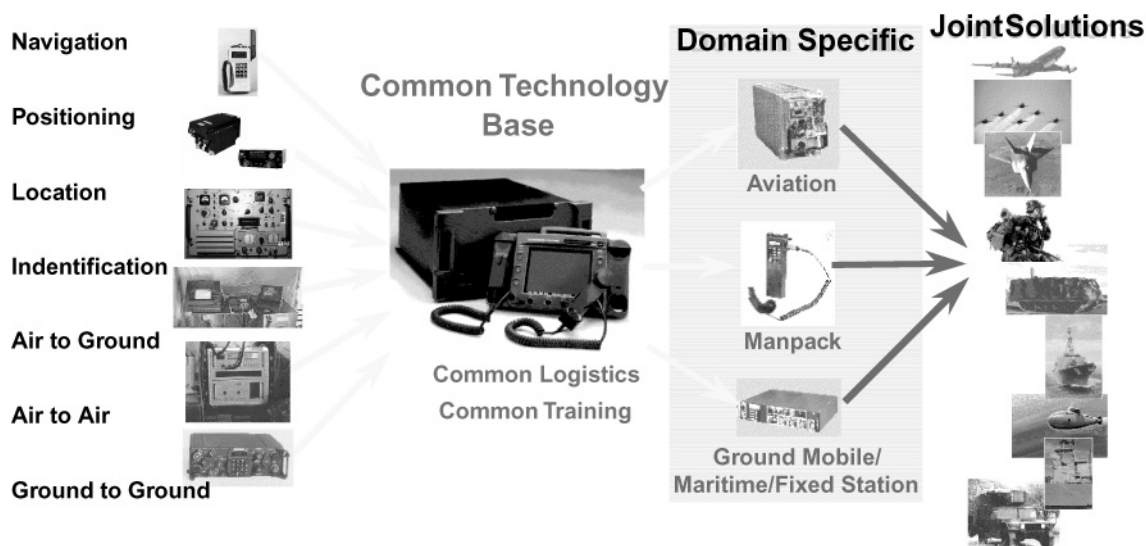 Navigation
Positioning
Location
Indentification
Air to Ground
Air to Air
Ground to Ground
Common Technology
Base
Common Logistics
Common Training
Domain Specific
Aviation
Manpack
Ground Mobile/
Maritime/Fixed Station
JointSolutions